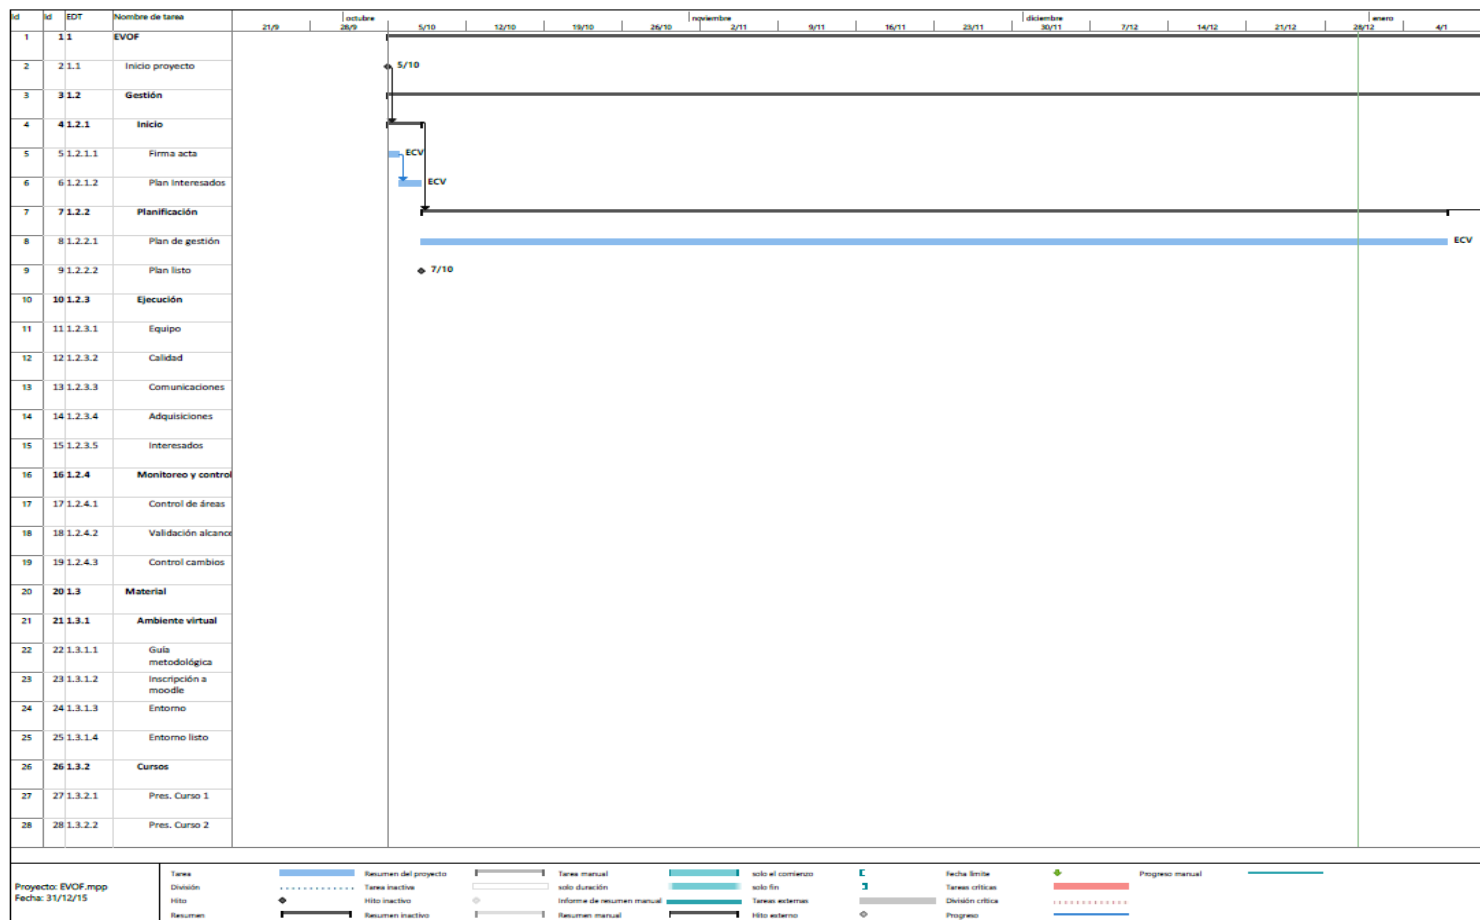 Id Id EDT Nombre de tarea octubre noviembre diciembre enero
21/9 28/9 5/10 12/10 19/10 26/10 2/11 9/11 16/11 23/11 30/11 7/12 14/12 21/12 28/12 4/1
1 1 1 EVOF
2 2 1.1 Inicio proyecto 5/10
3 3 1.2 Gestión
4 4 1.2.1 Inicio
5 5 1.2.1.1 Firma acta ECV
6 6 1.2.1.2 Plan Interesados ECV
7 7 1.2.2 Planificación
8 8 1.2.2.1 Plan de gestión ECV
9 9 1.2.2.2 Plan listo 7/10
10 10 1.2.3 Ejecución
11 11 1.2.3.1 Equipo
12 12 1.2.3.2 Calidad
13 13 1.2.3.3 Comunicaciones
14 14 1.2.3.4 Adquisiciones
15 15 1.2.3.5 Interesados
16 16 1.2.4 Monitoreo y control
17 17 1.2.4.1 Control de áreas
18 18 1.2.4.2 Validación alcance
19 19 1.2.4.3 Control cambios
20 20 1.3 Material
21 21 1.3.1 Ambiente virtual
22 22 1.3.1.1 Guía
metodológica
23 23 1.3.1.2 Inscripción a
moodle
24 24 1.3.1.3 Entorno
25 25 1.3.1.4 Entorno listo
26 26 1.3.2 Cursos
27 27 1.3.2.1 Pres. Curso 1
28 28 1.3.2.2 Pres. Curso 2
Proyecto: EVOF.mpp
Fecha: 31/12/15
Tarea Resumen del proyecto Tarea manual solo el comienzo Fecha límite Progreso manual
División Tarea inactiva solo duración solo fin Tareas críticas
Hito Hito inactivo Informe de resumen manual Tareas externas División crítica
Resumen Resumen inactivo Resumen manual Hito externo Progreso